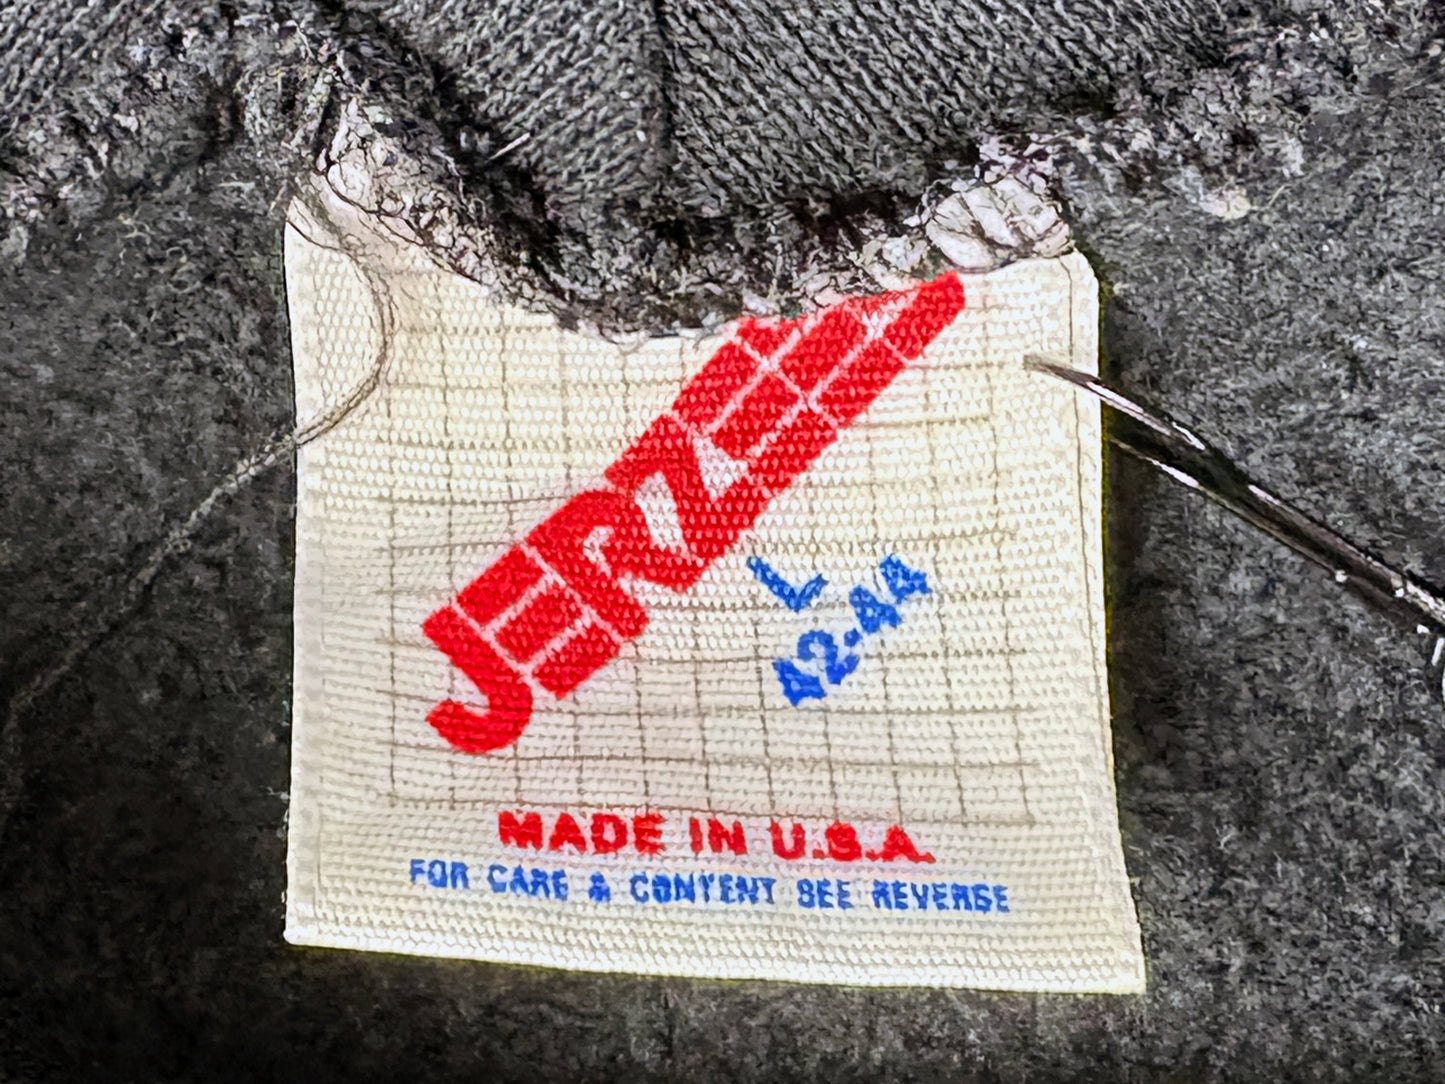 JERZEES
L
42-44
MADE IN U.S.A.
FOR CARE & CONTENT SEE REVERSE